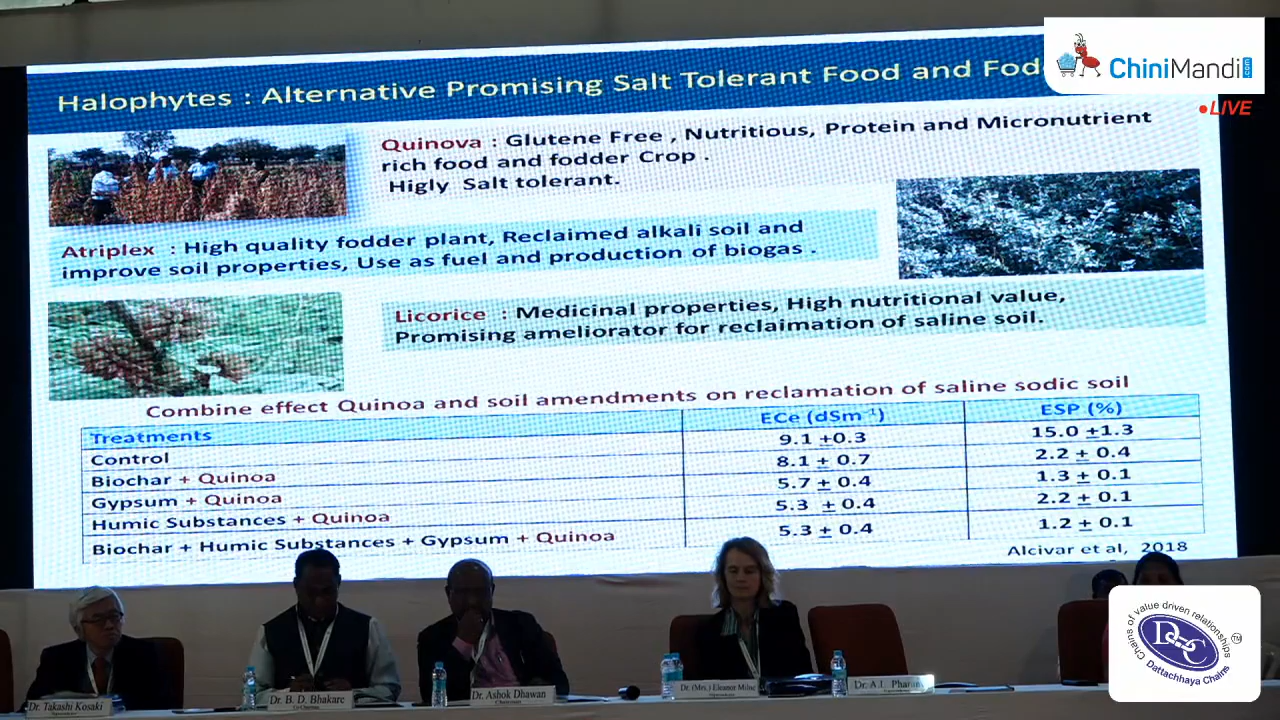 Halophytes : Alternative Promising Salt Tolerant Food and
ChiniMandi
.com
LIVE
Quinova : Glutene Free , Nutritious, Protein and Micronutrient
rich food and fodder Crop .
Higly Salt tolerant.
Atriplex : High quality fodder plant, Reclaimed alkali soil and
improve soil properties, Use as fuel and production of biogas .
Licorice : Medicinal properties, High nutritional value,
Promising ameliorator for reclaimation of saline soil.
Combine effect Quinoa and soil amendments on reclamation of saline sodic soil
Treatments ECe (dSm-1) ESP (%)
Control 9.1 +0.3 15.0 +1.3
Biochar + Quinoa 8.1 + 0.7 2.2 + 0.4
Gypsum + Quinoa 5.7 + 0.4 1.3 + 0.1
Humic Substances + Quinoa 5.3 + 0.4 2.2 + 0.1
Biochar + Humic Substances + Gypsum + Quinoa 5.3 + 0.4 1.2 + 0.1
Alcivar et al, 2018
Dr. Takashi Kosaki
Dr. B. D. Bhakare
Co-Chairman
Dr. Ashok Dhawan
Chairman
Dr. (Mrs.) Eleanor Milne
Dr. A.L.
Chains of value driven relationships
TM
DCC
Dattachhaya Chains